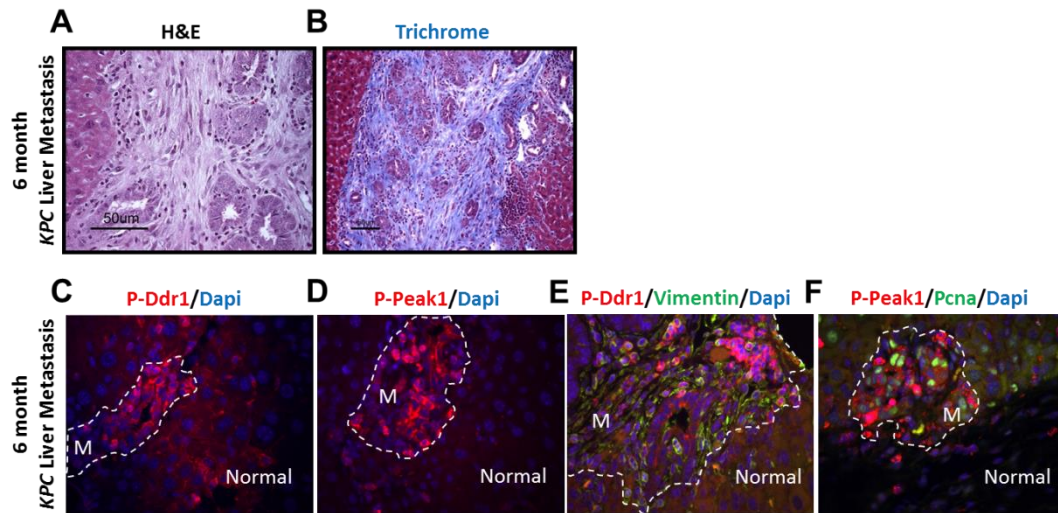 A
H&E
B
Trichrome
6 month
KPC Liver Metastasis
50um
C
P-Ddr1/Dapi
D
P-Peak1/Dapi
E
P-Ddr1/Vimentin/Dapi
F
P-Peak1/Pcna/Dapi
6 month
KPC Liver Metastasis
M
Normal
M
Normal
M
Normal
M
Normal